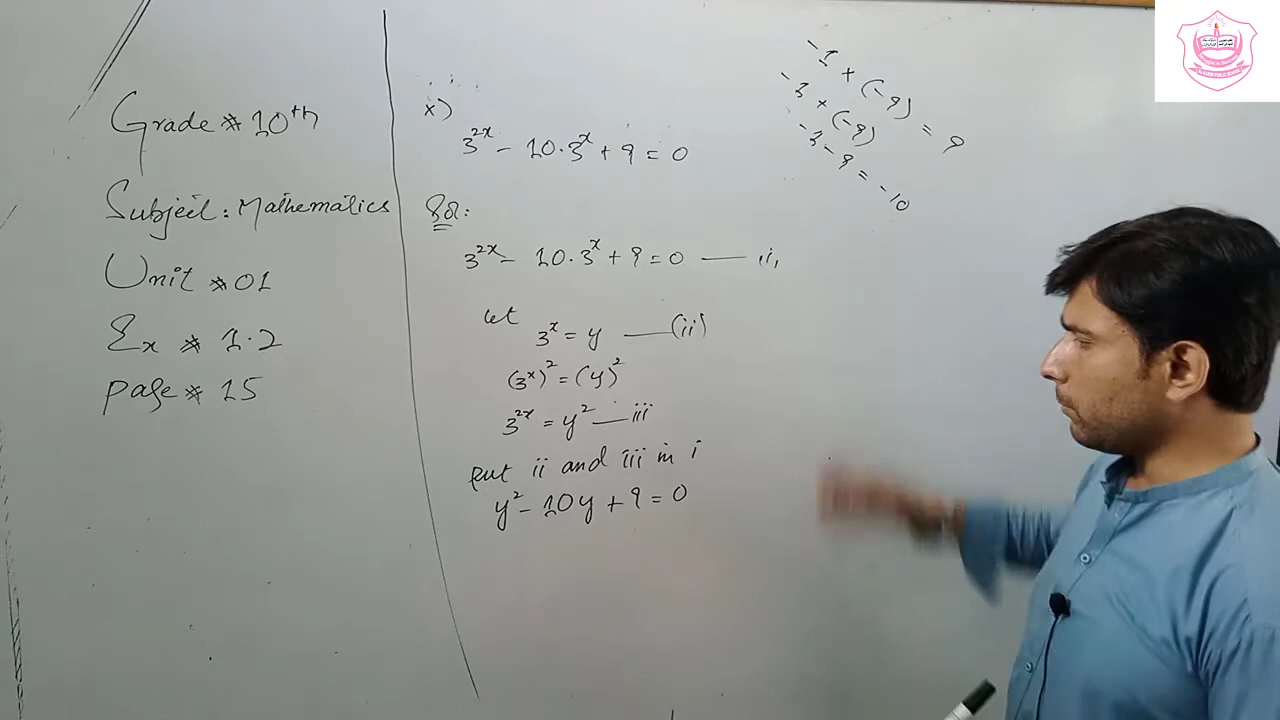 Grade # 10th
Subject: Mathematics
Unit # 01
Ex # 1.2
Page # 15
x)
3^{2x} - 10·3^x + 9 = 0
Sol:
3^{2x} - 10·3^x + 9 = 0 — i,
let
3^x = y — (ii)
(3^x)^2 = (y)^2
3^{2x} = y^2 — iii
put ii and iii in i
y^2 - 10y + 9 = 0
-1 + (-9)
-3 × (-9) = 9
-3 - 9 = -10